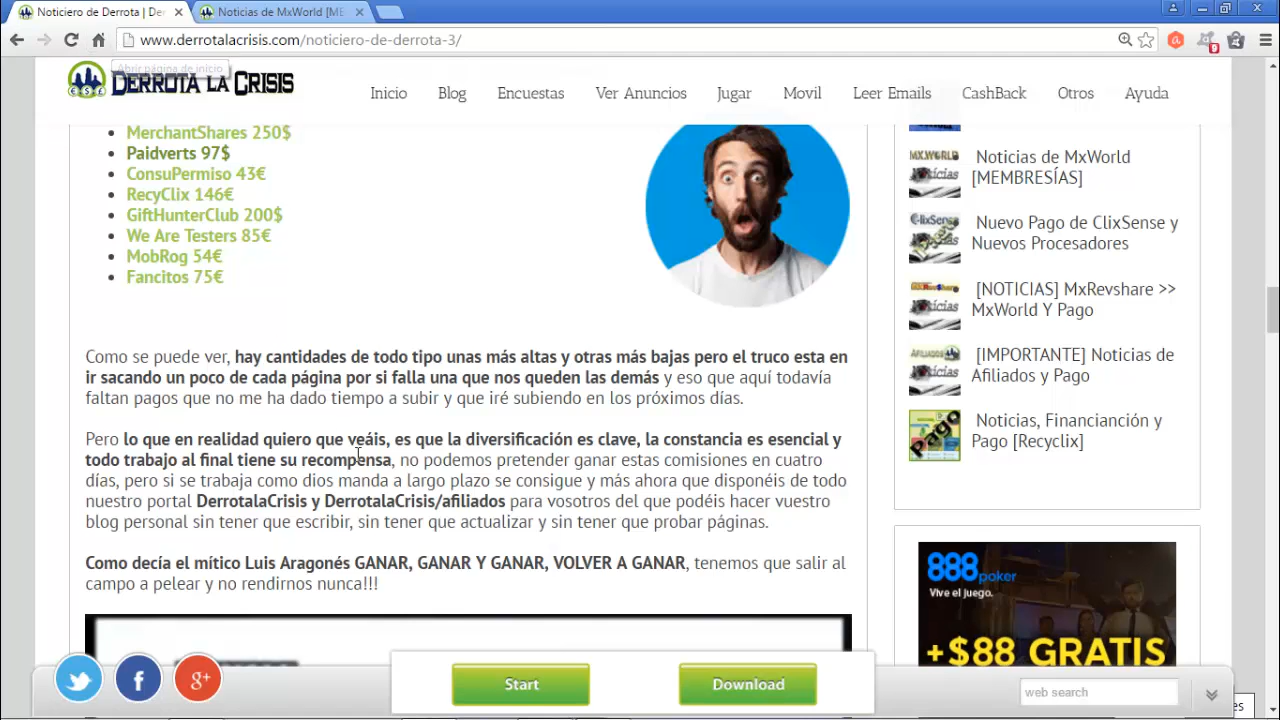 Noticiero de Derrota | Der
Noticias de MxWorld [ME
www.derrotalacrisis.com/noticiero-de-derrota-3/
9
Abrir página de inicio
DERROTA LA CRISIS
Inicio
Blog
Encuestas
Ver Anuncios
Jugar
Movil
Leer Emails
CashBack
Otros
Ayuda
MerchantShares 250$
Paidverts 97$
ConsuPermiso 43€
RecyClix 146€
GiftHunterClub 200$
We Are Testers 85€
MobRog 54€
Fancitos 75€
Como se puede ver, hay cantidades de todo tipo unas más altas y otras más bajas pero el truco esta en
ir sacando un poco de cada página por si falla una que nos queden las demás y eso que aquí todavía
faltan pagos que no me ha dado tiempo a subir y que iré subiendo en los próximos días.
Pero lo que en realidad quiero que veáis, es que la diversificación es clave, la constancia es esencial y
todo trabajo al final tiene su recompensa, no podemos pretender ganar estas comisiones en cuatro
días, pero si se trabaja como dios manda a largo plazo se consigue y más ahora que disponéis de todo
nuestro portal DerrotalaCrisis y DerrotalaCrisis/afiliados para vosotros del que podéis hacer vuestro
blog personal sin tener que escribir, sin tener que actualizar y sin tener que probar páginas.
Como decía el mítico Luis Aragonés GANAR, GANAR Y GANAR, VOLVER A GANAR, tenemos que salir al
campo a pelear y no rendirnos nunca!!!
Noticias de MxWorld
[MEMBRESÍAS]
Nuevo Pago de ClixSense y
Nuevos Procesadores
[NOTICIAS] MxRevshare >>
MxWorld Y Pago
[IMPORTANTE] Noticias de
Afiliados y Pago
Noticias, Financianción y
Pago [Recyclix]
Pago
888poker
Vive el juego.
+$88 GRATIS
Start
Download
web search
es